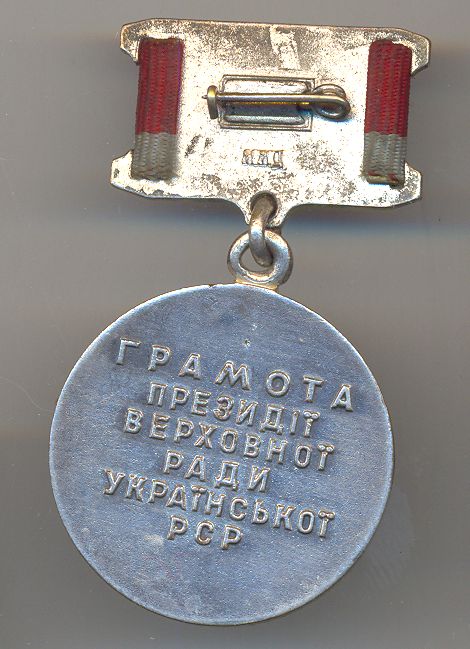 ГРАМОТА
ПРЕЗИДІЇ
ВЕРХОВНОЇ
РАДИ
УКРАЇНСЬКОЇ
РСР